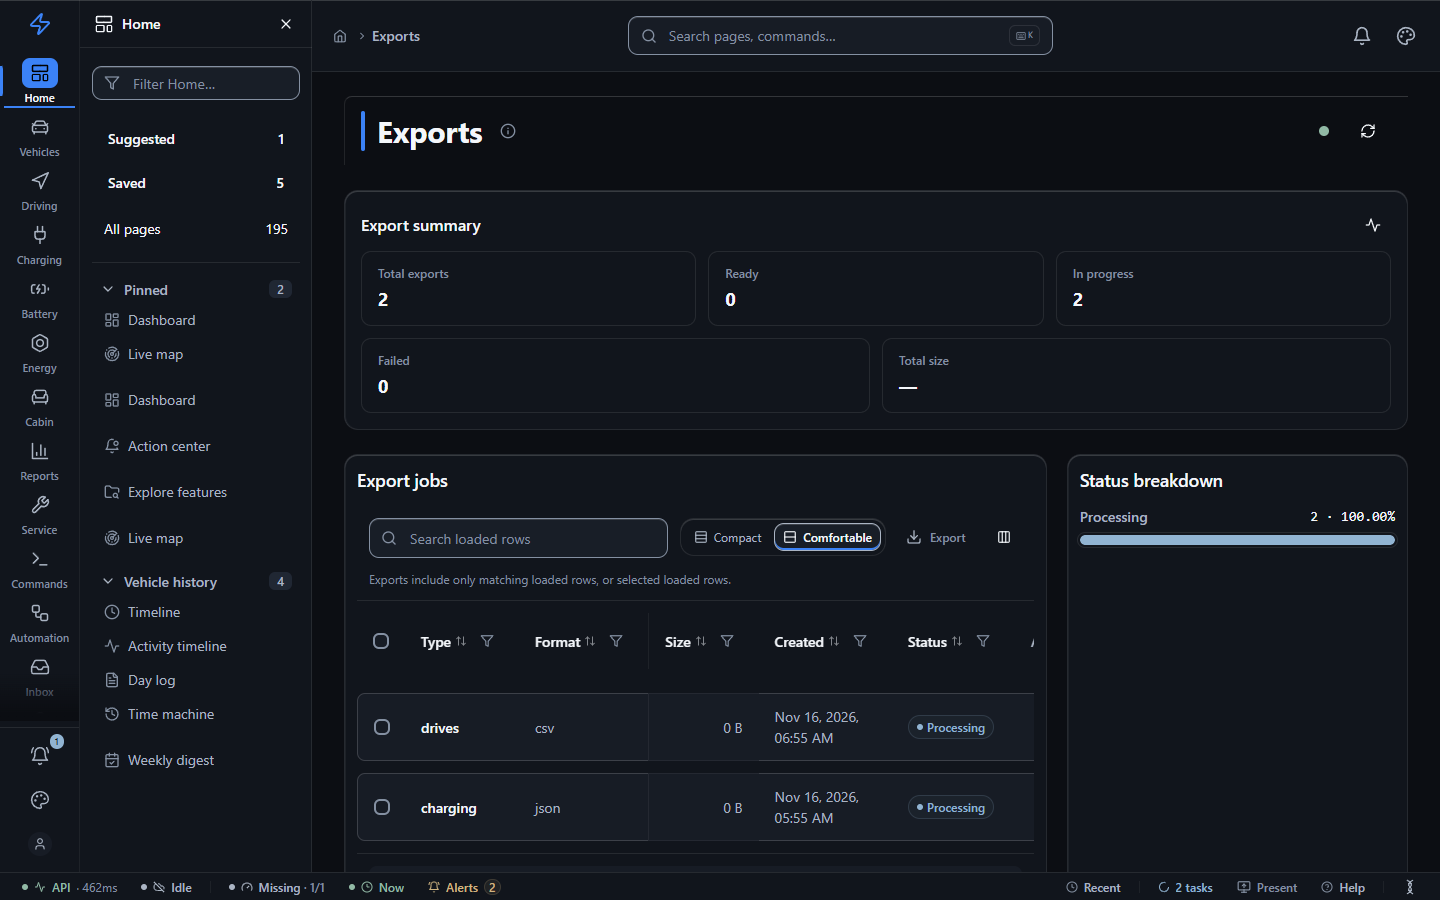 Home
Vehicles
Driving
Charging
Battery
Energy
Cabin
Reports
Service
Commands
Automation
Inbox
1
Home
Filter Home...
Suggested 1
Saved 5
All pages 195
Pinned 2
Dashboard
Live map
Dashboard
Action center
Explore features
Live map
Vehicle history 4
Timeline
Activity timeline
Day log
Time machine
Weekly digest
Exports
Search pages, commands... K
Exports
Export summary
Total exports
2
Ready
0
In progress
2
Failed
0
Total size
—
Export jobs
Search loaded rows
Compact Comfortable Export
Exports include only matching loaded rows, or selected loaded rows.
Type Format Size Created Status
drives csv 0 B Nov 16, 2026, 06:55 AM Processing
charging json 0 B Nov 16, 2026, 05:55 AM Processing
Status breakdown
Processing 2 · 100.00%
API · 462ms Idle Missing · 1/1 Now Alerts 2 Recent 2 tasks Present Help